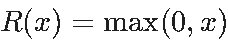 R(x) = max(0, x)